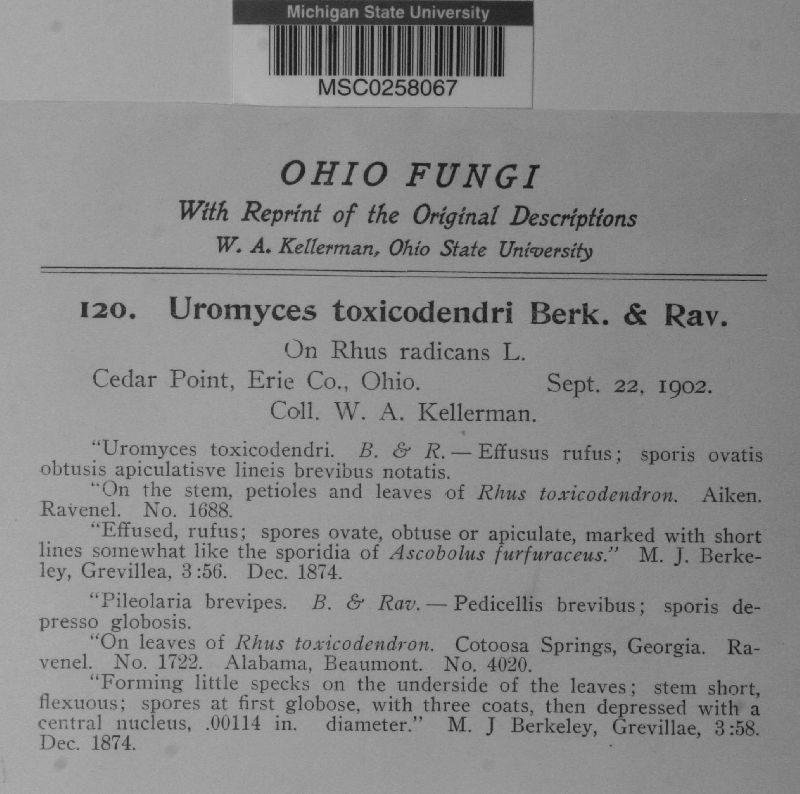 Michigan State University
MSC0258067
OHIO FUNGI
With Reprint of the Original Descriptions
W. A. Kellerman, Ohio State University
120. Uromyces toxicodendri Berk. & Rav.
On Rhus radicans L.
Cedar Point, Erie Co., Ohio. Sept. 22, 1902.
Coll. W. A. Kellerman.
“Uromyces toxicodendri. B. & R. — Effusus rufus; sporis ovatis
obtusis apiculatisve lineis brevibus notatis.
“On the stem, petioles and leaves of Rhus toxicodendron. Aiken.
Ravenel. No. 1688.
“Effused, rufus; spores ovate, obtuse or apiculate, marked with short
lines somewhat like the sporidia of Ascobolus furfuraceus.” M. J. Berke-
ley, Grevillea, 3:56. Dec. 1874.
“Pileolaria brevipes. B. & Rav. — Pedicellis brevibus; sporis de-
presso globosis.
“On leaves of Rhus toxicodendron. Cotoosa Springs, Georgia. Ra-
venel. No. 1722. Alabama, Beaumont. No. 4020.
“Forming little specks on the underside of the leaves; stem short,
flexuous; spores at first globose, with three coats, then depressed with a
central nucleus, .00114 in. diameter.” M. J Berkeley, Grevillae, 3:58.
Dec. 1874.